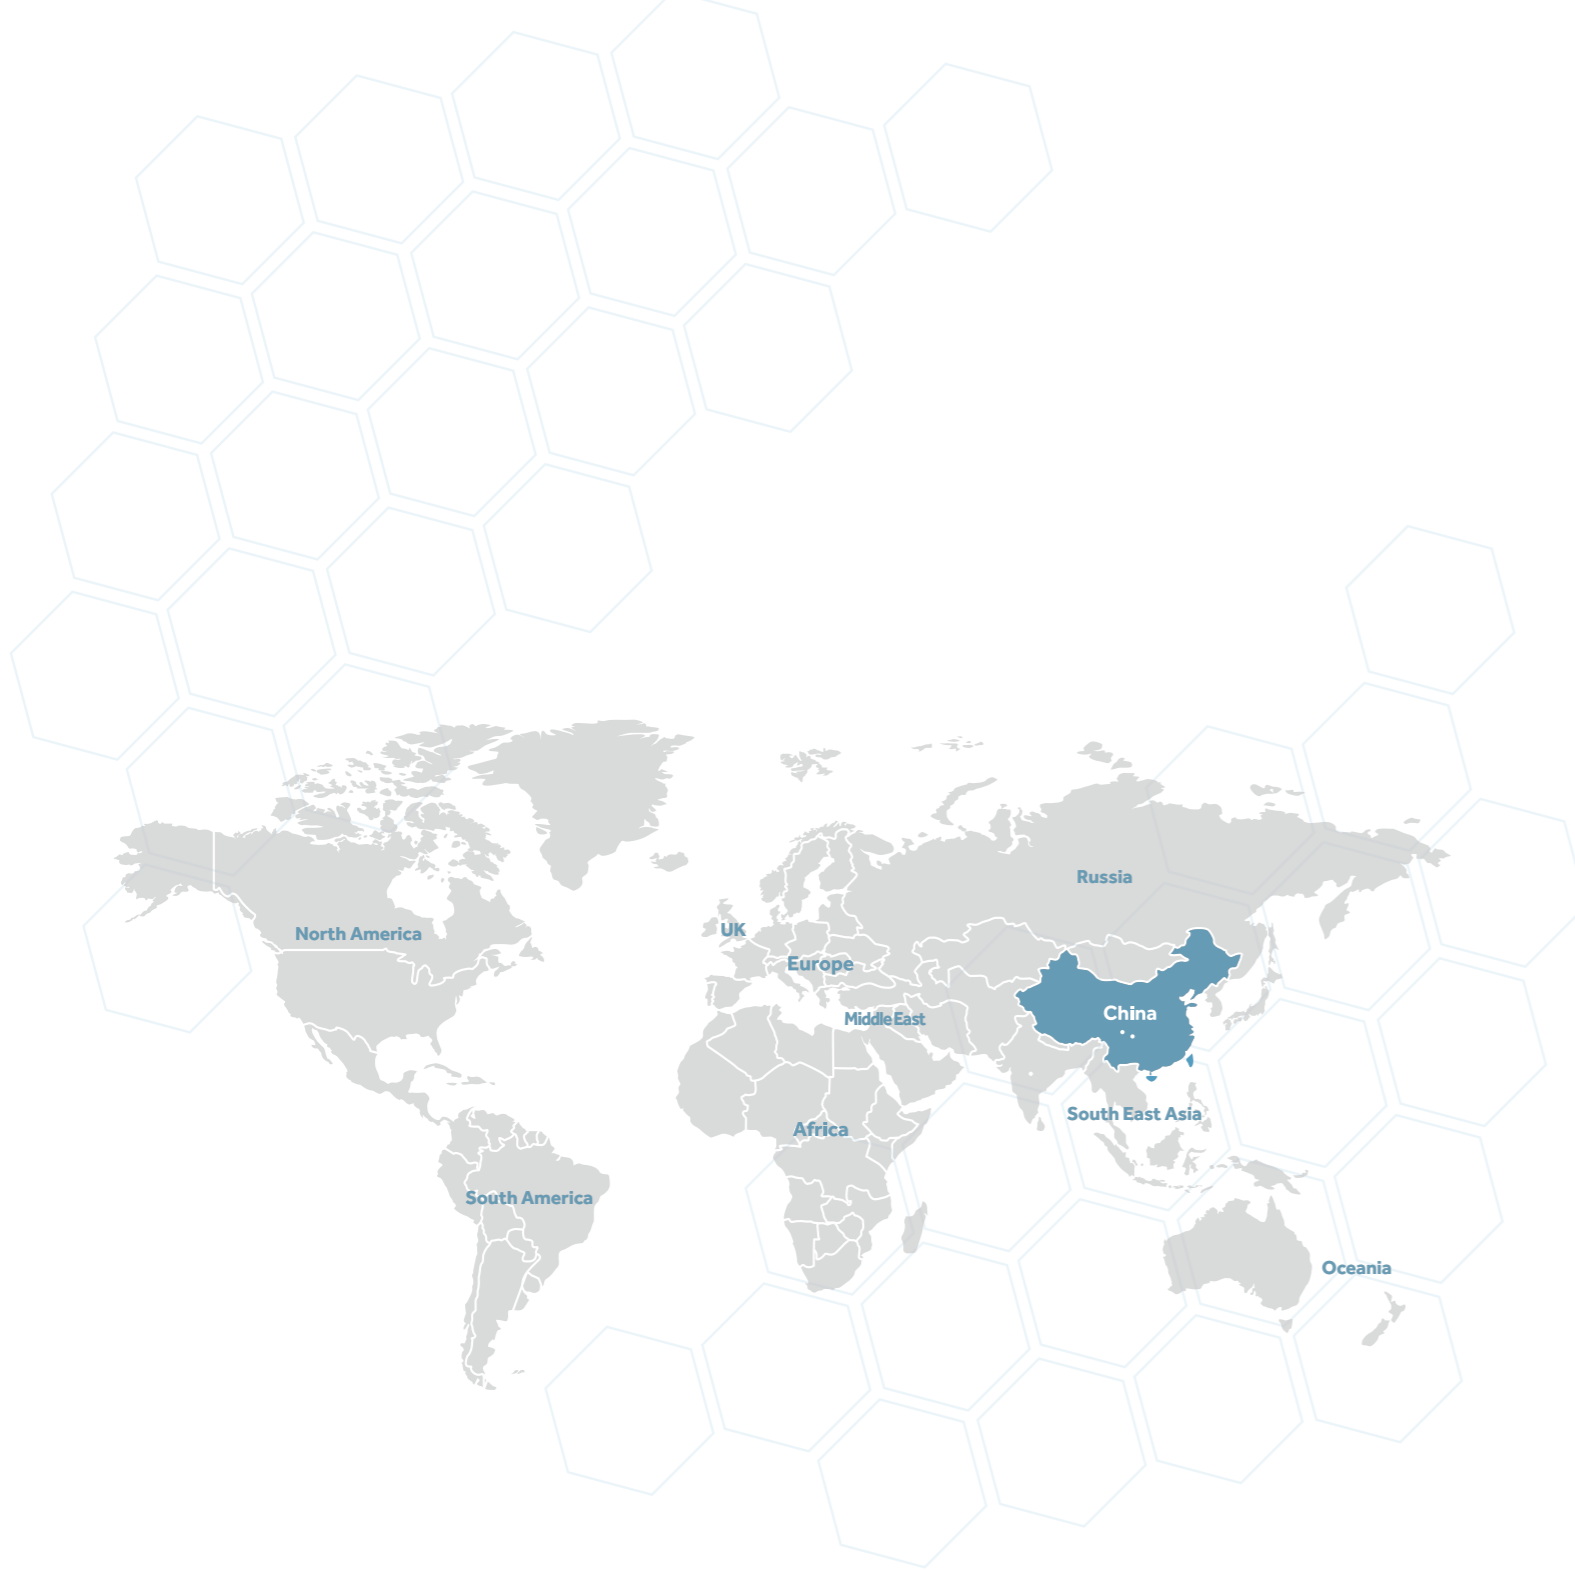 Russia
North America
UK
Europe
China
Middle East
South East Asia
Africa
South America
Oceania